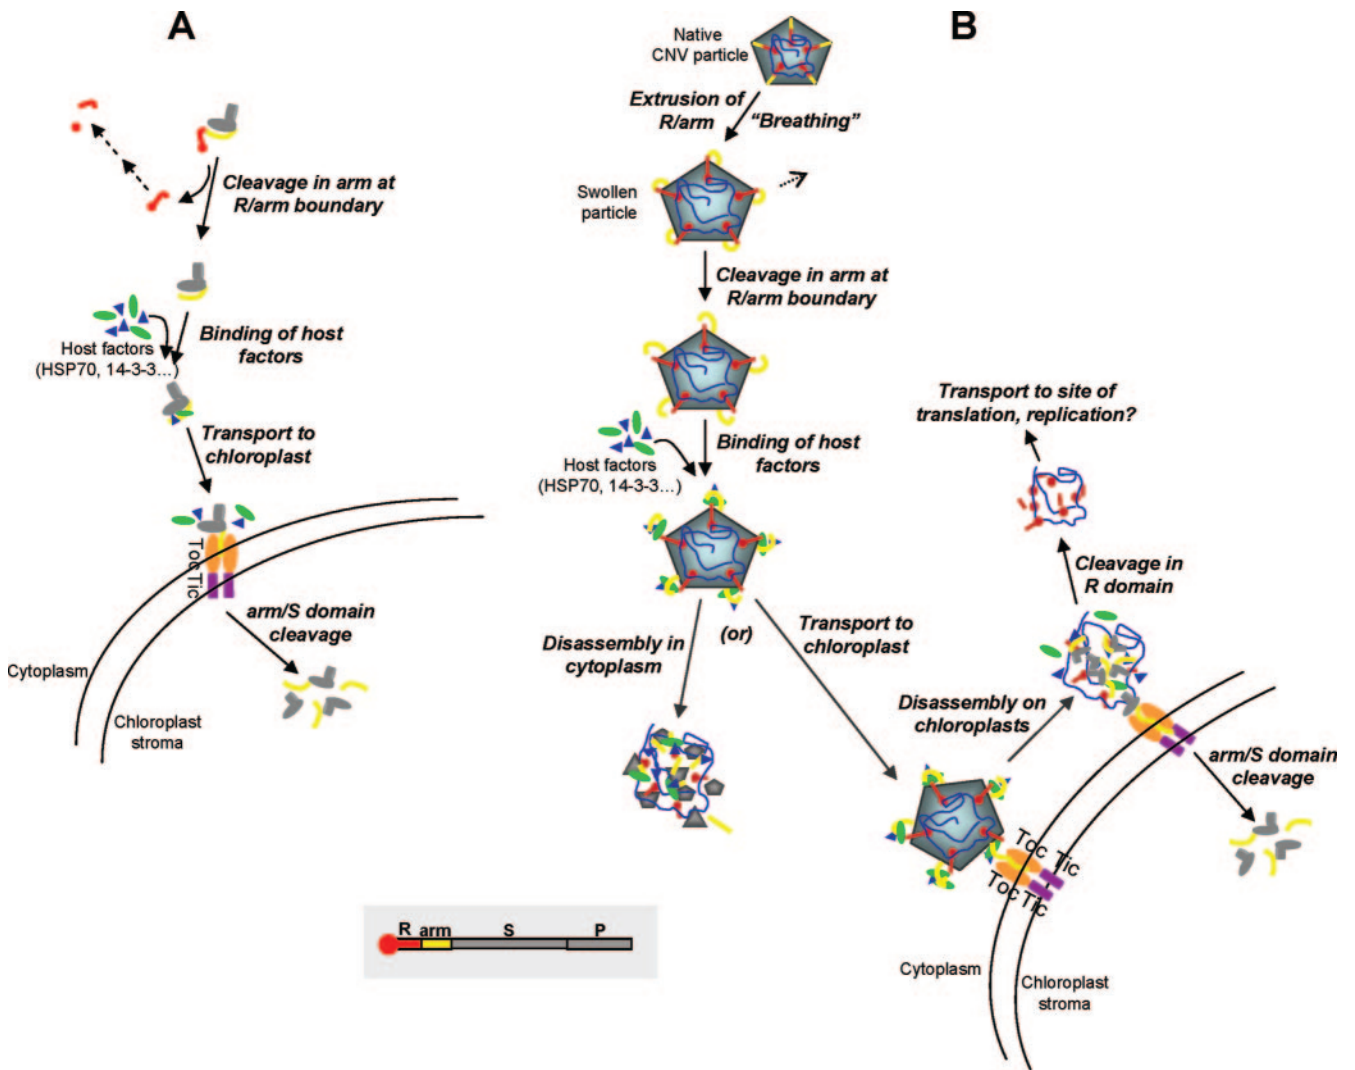 A
Cleavage in arm at
R/arm boundary
Host factors
(HSP70, 14-3-3...)
Binding of host
factors
Transport to
chloroplast
Toc Tic
arm/S domain
cleavage
Cytoplasm
Chloroplast
stroma
B
Native
CNV particle
Extrusion of
R/arm
“Breathing”
Swollen
particle
Cleavage in arm at
R/arm boundary
Host factors
(HSP70, 14-3-3...)
Binding of host
factors
Disassembly in
cytoplasm
(or)
Transport to
chloroplast
Transport to site of
translation, replication?
Cleavage in
R domain
Disassembly on
chloroplasts
arm/S domain
cleavage
Toc Tic
Toc Tic
Cytoplasm
Chloroplast
stroma
R arm S P